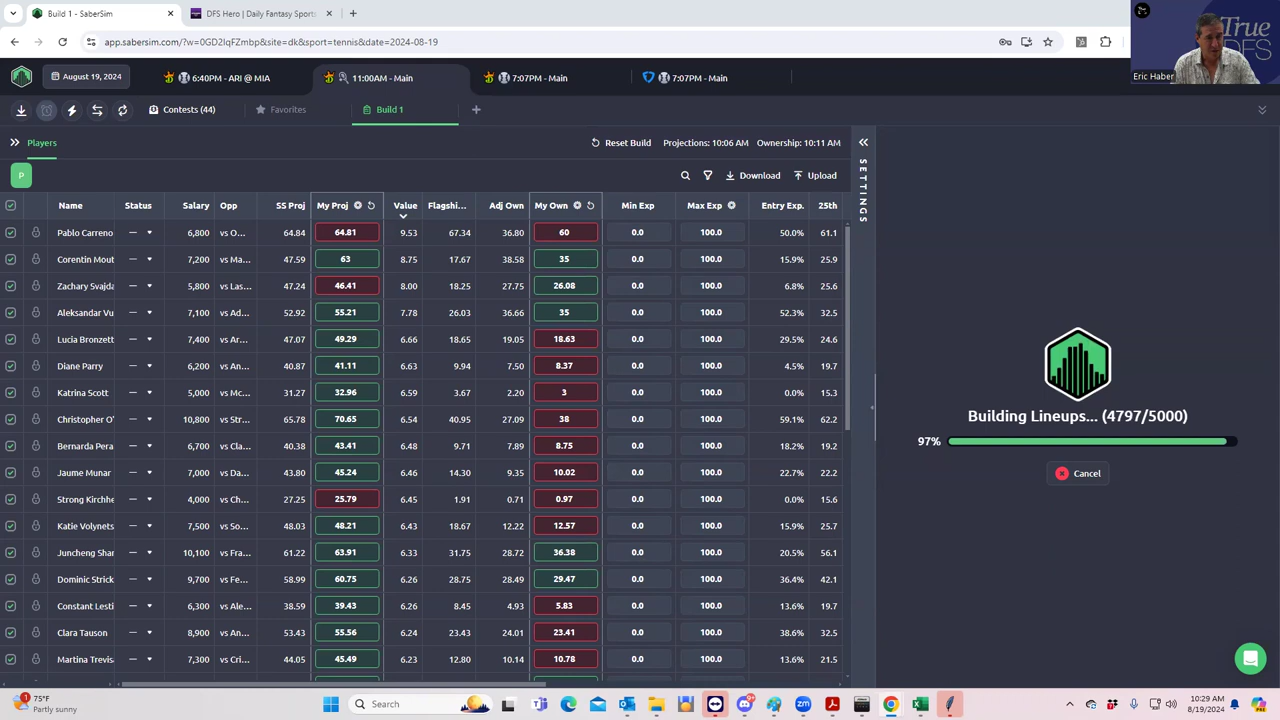 Build 1 - SaberSim
DFS Hero | Daily Fantasy Sports
app.sabersim.com/?w=0GD2IqFZmbp&site=dk&sport=tennis&date=2024-08-19
True
DFS
Eric Haber
August 19, 2024
6:40PM - ARI @ MIA
11:00AM - Main
7:07PM - Main
7:07PM - Main
Contests (44)
Favorites
Build 1
Players
Reset Build
Projections: 10:06 AM
Ownership: 10:11 AM
SETTINGS
P
Download
Upload
Name Status Salary Opp SS Proj My Proj Value Flagshi... Adj Own My Own Min Exp Max Exp Entry Exp. 25th
Pablo Carreno 6,800 vs O... 64.84 64.81 9.53 67.34 36.80 60 0.0 100.0 50.0% 61.1
Corentin Mout 7,200 vs Ma... 47.59 63 8.75 17.67 38.58 35 0.0 100.0 15.9% 25.9
Zachary Svajda 5,800 vs Las... 47.24 46.41 8.00 18.25 27.75 26.08 0.0 100.0 6.8% 25.6
Aleksandar Vu 7,100 vs Ad... 52.92 55.21 7.78 26.03 36.66 35 0.0 100.0 52.3% 32.5
Lucia Bronzett 7,400 vs Ar... 47.07 49.29 6.66 18.65 19.05 18.63 0.0 100.0 29.5% 24.6
Diane Parry 6,200 vs An... 40.87 41.11 6.63 9.94 7.50 8.37 0.0 100.0 4.5% 19.7
Katrina Scott 5,000 vs Mc... 31.27 32.96 6.59 3.67 2.20 3 0.0 100.0 0.0% 15.3
Christopher O' 10,800 vs Str... 62.83 70.65 6.54 40.95 27.09 38 0.0 100.0 59.1% 62.2
Bernarda Pera 6,700 vs Cla... 40.38 43.41 6.48 9.71 7.89 8.75 0.0 100.0 18.2% 19.2
Jaume Munar 7,000 vs Da... 43.80 45.24 6.46 14.30 9.35 10.02 0.0 100.0 22.7% 22.2
Strong Kirchhe 4,000 vs Ch... 27.25 25.79 6.45 1.91 0.71 0.97 0.0 100.0 0.0% 15.6
Katie Volynets 7,500 vs So... 48.03 48.21 6.43 18.67 12.22 12.57 0.0 100.0 15.9% 25.7
Juncheng Shan 10,100 vs Fra... 61.22 63.91 6.33 31.75 28.72 36.38 0.0 100.0 20.5% 56.1
Dominic Strick 9,700 vs Fe... 58.99 60.75 6.26 28.75 28.49 29.47 0.0 100.0 36.4% 42.1
Constant Lesti 6,300 vs Ale... 38.59 39.43 6.26 8.45 4.93 5.83 0.0 100.0 13.6% 19.7
Clara Tauson 8,900 vs An... 53.43 55.56 6.24 23.43 24.01 23.41 0.0 100.0 38.6% 32.5
Martina Trevisa 7,300 vs Cri... 44.05 45.49 6.23 12.80 10.14 10.78 0.0 100.0 13.6% 21.5
Building Lineups... (4797/5000)
97%
Cancel
75°F
Partly sunny
Search
10:29 AM
8/19/2024